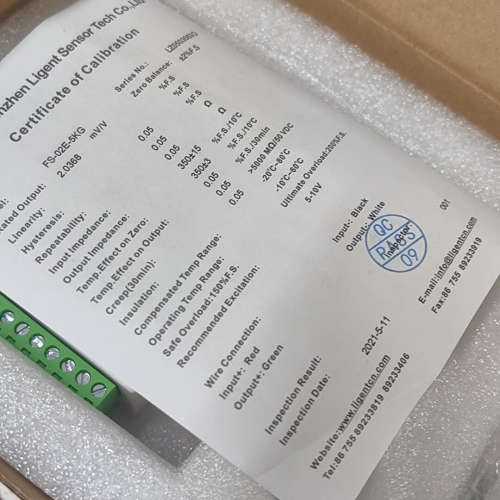 nzhen Ligent Sensor Tech Co.,L
Certificate of Calibration
FS-02E-5KG Series No.:
ated Output: 2.0368 mV/V Zero Balance: ±2%F.S
Linearity: 0.05 %F.S
Hysteresis: 0.05 %F.S
Repeatability: 0.05 %F.S
Input Impedance: 350±15 Ω
Output Impedance: 350±3 Ω
Temp.Effect on Zero: 0.05 %F.S./10℃
Temp.Effect on Output: 0.05 %F.S./10℃
Creep(30min): 0.05 %F.S./30min
Insulation: >5000 MΩ/50 VDC
Compensated Temp Range: -20℃~80℃
Operating Temp Range: -10℃~60℃
Safe Overload:150%F.S. Ultimate Overload:200%F.S.
Recommended Excitation: 5-10V
Wire Connection:
Input+: Red Input-: Black
Output+: Green Output: White
Inspection Result:
QC
PASS
Inspector
09
Inspection Date: 2021-5-11
001
Website:www.ligentcn.com E-mail:info@ligentcn.com
Tel:86 755 89233819 89233406 Fax:86 755 89233919